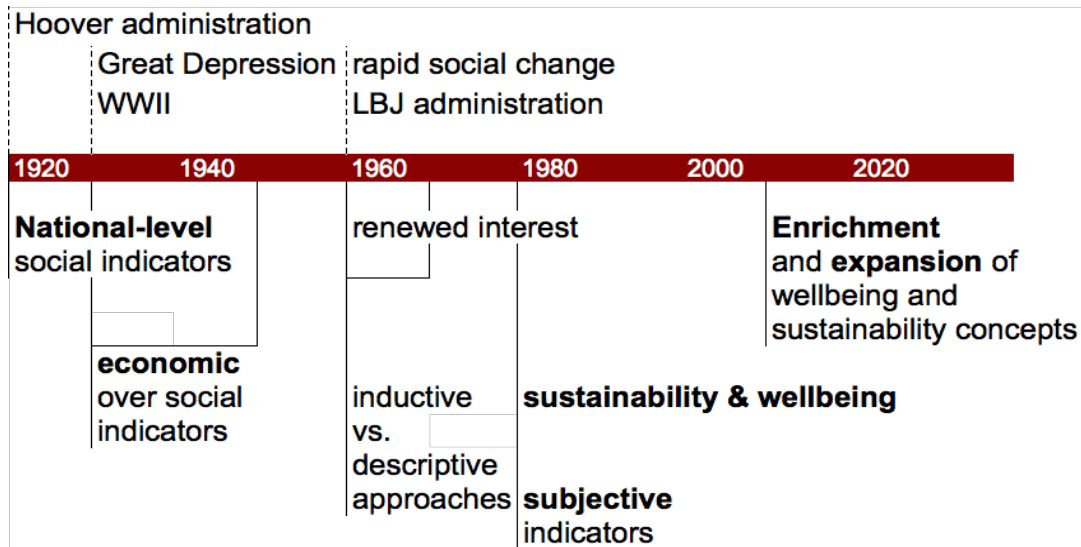 Hoover administration
Great Depression
WWII
rapid social change
LBJ administration
1920 1940 1960 1980 2000 2020
National-level
social indicators
economic
over social
indicators
renewed interest
inductive
vs.
descriptive
approaches
sustainability & wellbeing
subjective
indicators
Enrichment
and expansion of
wellbeing and
sustainability concepts